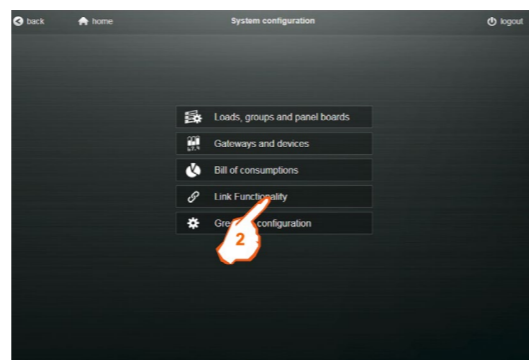 back
home
System configuration
logout
Loads, groups and panel boards
Gateways and devices
Bill of consumptions
Link Functionality
configuration
2